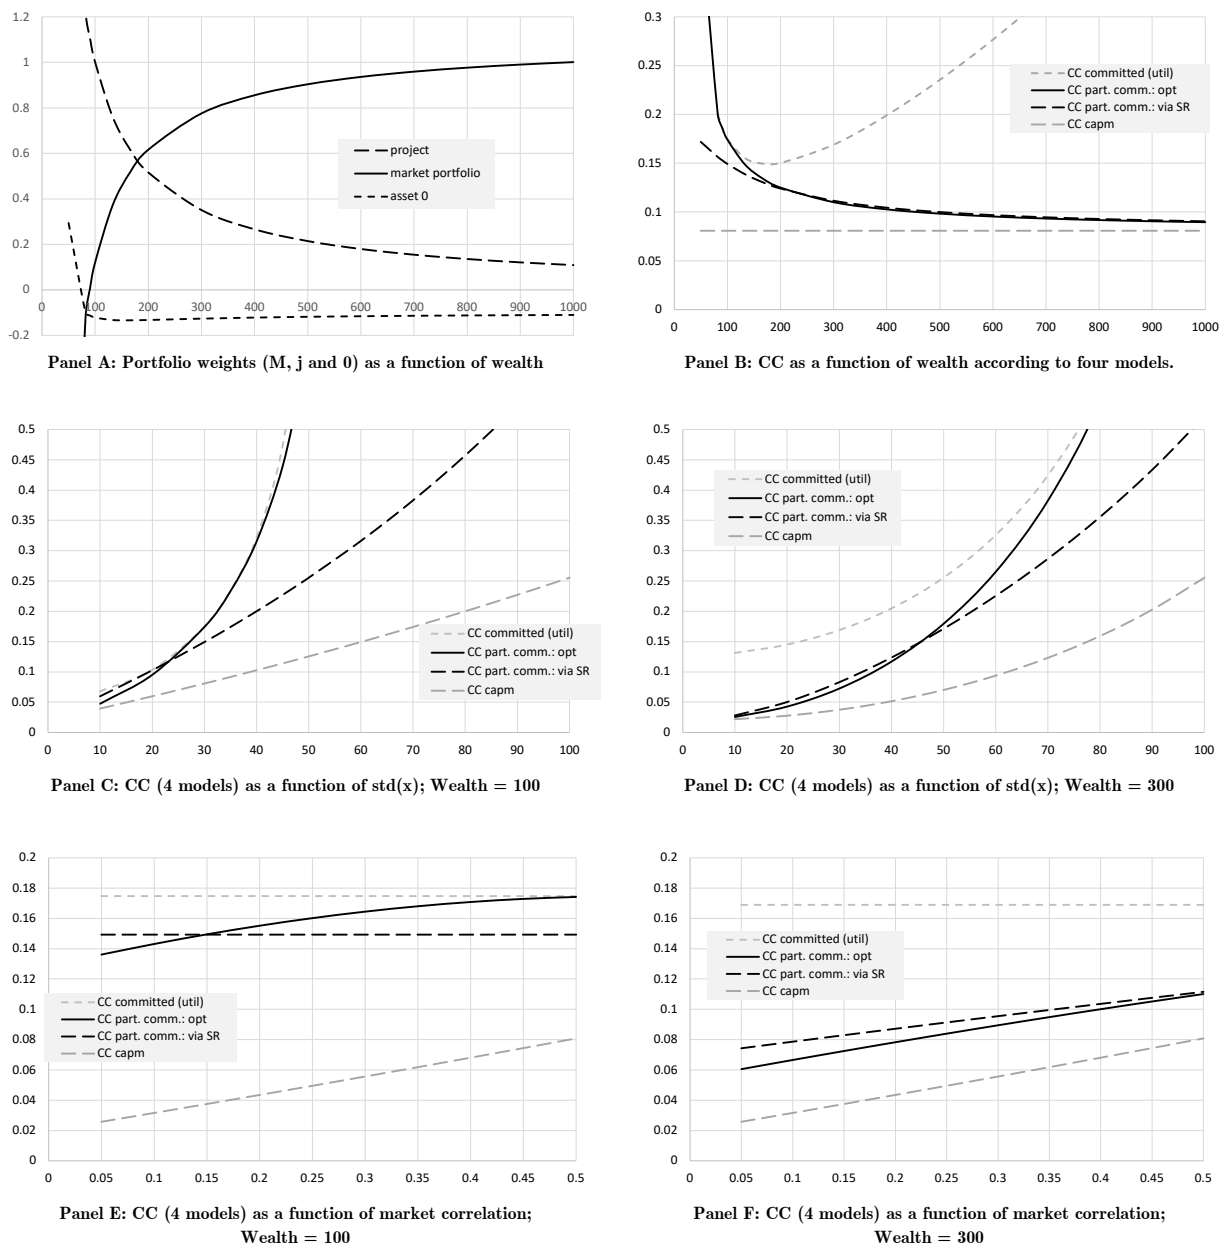 1.2
1
0.8
0.6
0.4
0.2
0
-0.2
0 100 200 300 400 500 600 700 800 900 1000
project
market portfolio
asset 0
Panel A: Portfolio weights (M, j and 0) as a function of wealth
0.3
0.25
0.2
0.15
0.1
0.05
0
0 100 200 300 400 500 600 700 800 900 1000
CC committed (util)
CC part. comm.: opt
CC part. comm.: via SR
CC capm
Panel B: CC as a function of wealth according to four models.
0.5
0.45
0.4
0.35
0.3
0.25
0.2
0.15
0.1
0.05
0
0 10 20 30 40 50 60 70 80 90 100
CC committed (util)
CC part. comm.: opt
CC part. comm.: via SR
CC capm
Panel C: CC (4 models) as a function of std(x); Wealth = 100
0.5
0.45
0.4
0.35
0.3
0.25
0.2
0.15
0.1
0.05
0
0 10 20 30 40 50 60 70 80 90 100
CC committed (util)
CC part. comm.: opt
CC part. comm.: via SR
CC capm
Panel D: CC (4 models) as a function of std(x); Wealth = 300
0.2
0.18
0.16
0.14
0.12
0.1
0.08
0.06
0.04
0.02
0
0 0.05 0.1 0.15 0.2 0.25 0.3 0.35 0.4 0.45 0.5
CC committed (util)
CC part. comm.: opt
CC part. comm.: via SR
CC capm
Panel E: CC (4 models) as a function of market correlation;
Wealth = 100
0.2
0.18
0.16
0.14
0.12
0.1
0.08
0.06
0.04
0.02
0
0 0.05 0.1 0.15 0.2 0.25 0.3 0.35 0.4 0.45 0.5
CC committed (util)
CC part. comm.: opt
CC part. comm.: via SR
CC capm
Panel F: CC (4 models) as a function of market correlation;
Wealth = 300